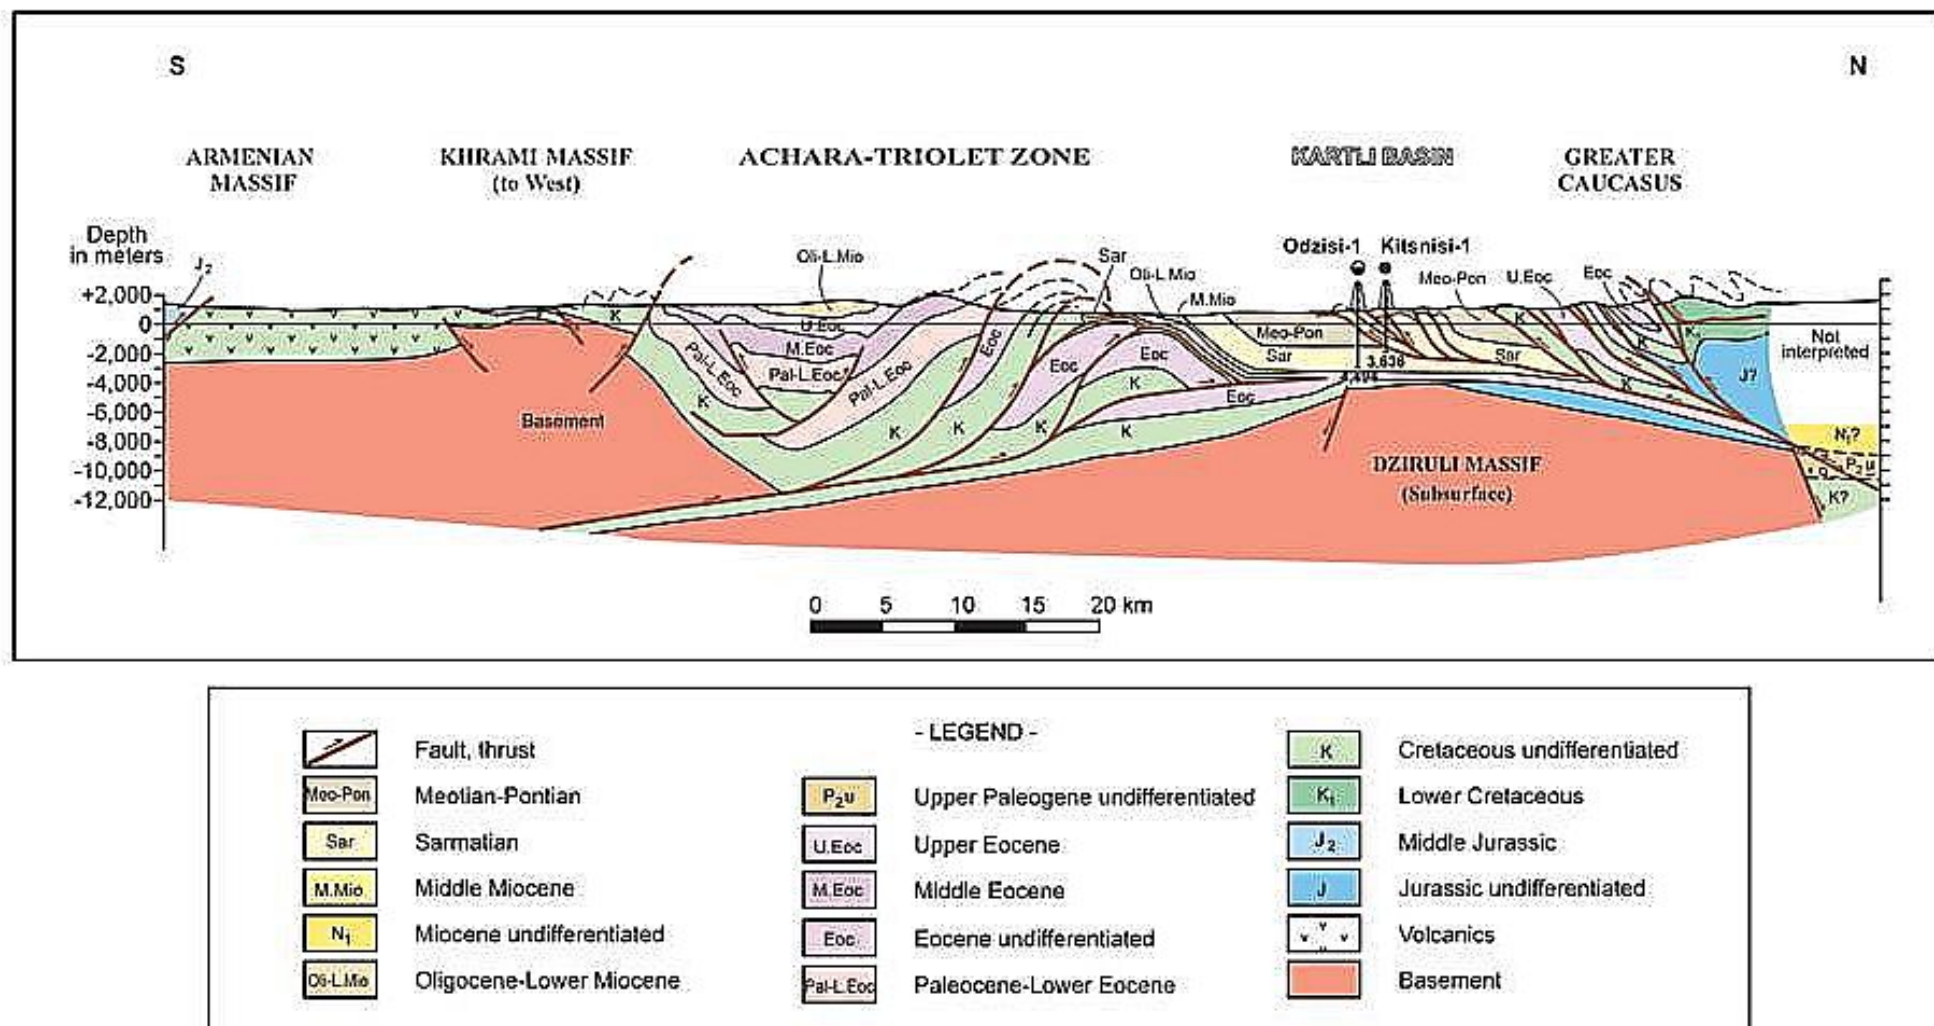 S
N
ARMENIAN
MASSIF
KHRAMI MASSIF
(to West)
ACHARA-TRIOLET ZONE
KARTLI BASIN
GREATER
CAUCASUS
Depth
in meters
J2
Oli-L.Mio
Sar
Oli-L.Mio
M.Mio
Odzisi-1
Kitsnisi-1
Meo-Pon
U.Eoc
Eoc
+2,000
0
-2,000
-4,000
-6,000
-8,000
-10,000
-12,000
K
U.Eoc
M.Eoc
Pal-L.Eoc
Pal-L.Eoc
Pal-L.Eoc
K
K
K
K
K
K
Eoc
Eoc
Eoc
Eoc
Meo-Pon
Sar
3,636
Sar
K
K
K
K1
J?
Not
interpreted
N1?
P2u
K?
Basement
DZIRULI MASSIF
(Subsurface)
0 5 10 15 20 km
- LEGEND -
Fault, thrust
Meo-Pon Meotian-Pontian
Sar Sarmatian
M.Mio Middle Miocene
N1 Miocene undifferentiated
Oli-L.Mio Oligocene-Lower Miocene
P2u Upper Paleogene undifferentiated
U.Eoc Upper Eocene
M.Eoc Middle Eocene
Eoc Eocene undifferentiated
Pal-L.Eoc Paleocene-Lower Eocene
K Cretaceous undifferentiated
K1 Lower Cretaceous
J2 Middle Jurassic
J Jurassic undifferentiated
Volcanics
Basement